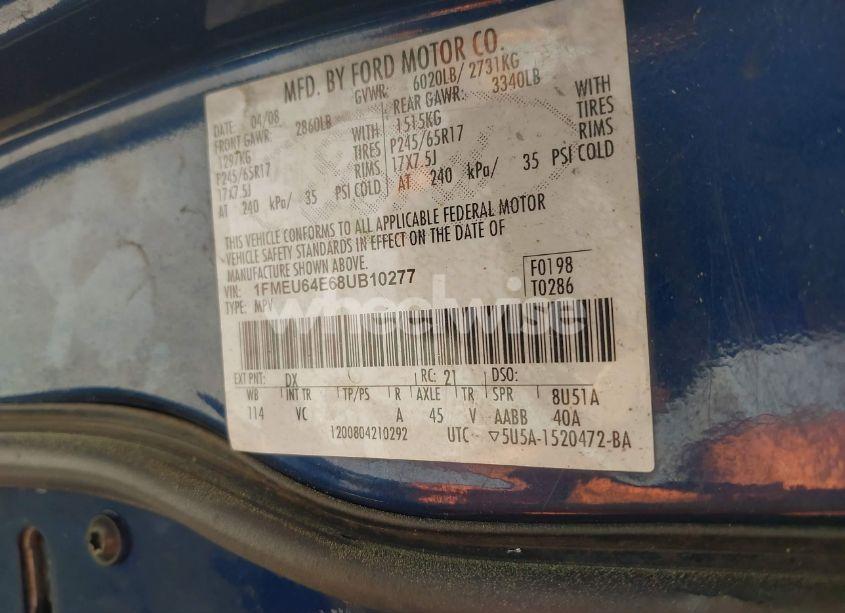 MFD. BY FORD MOTOR CO.
DATE: 04/08 GVWR: 6020LB/ 2731KG
FRONT GAWR: 2860LB REAR GAWR: 3340LB
1297KG WITH 1515KG WITH
P245/65R17 TIRES P245/65R17 TIRES
17X7.5J RIMS 17X7.5J RIMS
AT 240 kPa/ 35 PSI COLD AT 240 kPa/ 35 PSI COLD
THIS VEHICLE CONFORMS TO ALL APPLICABLE FEDERAL MOTOR
VEHICLE SAFETY STANDARDS IN EFFECT ON THE DATE OF
MANUFACTURE SHOWN ABOVE.
VIN: 1FMEU64E68UB10277 F0198
TYPE: MPV T0286
wheelwise
EXT PNT: DX RC: 21 DSO:
WB INT TR TP/PS R AXLE TR SPR 8U51A
114 VC A 45 V AABB 40A
1200804210292 UTC ▽5U5A-1520472-BA